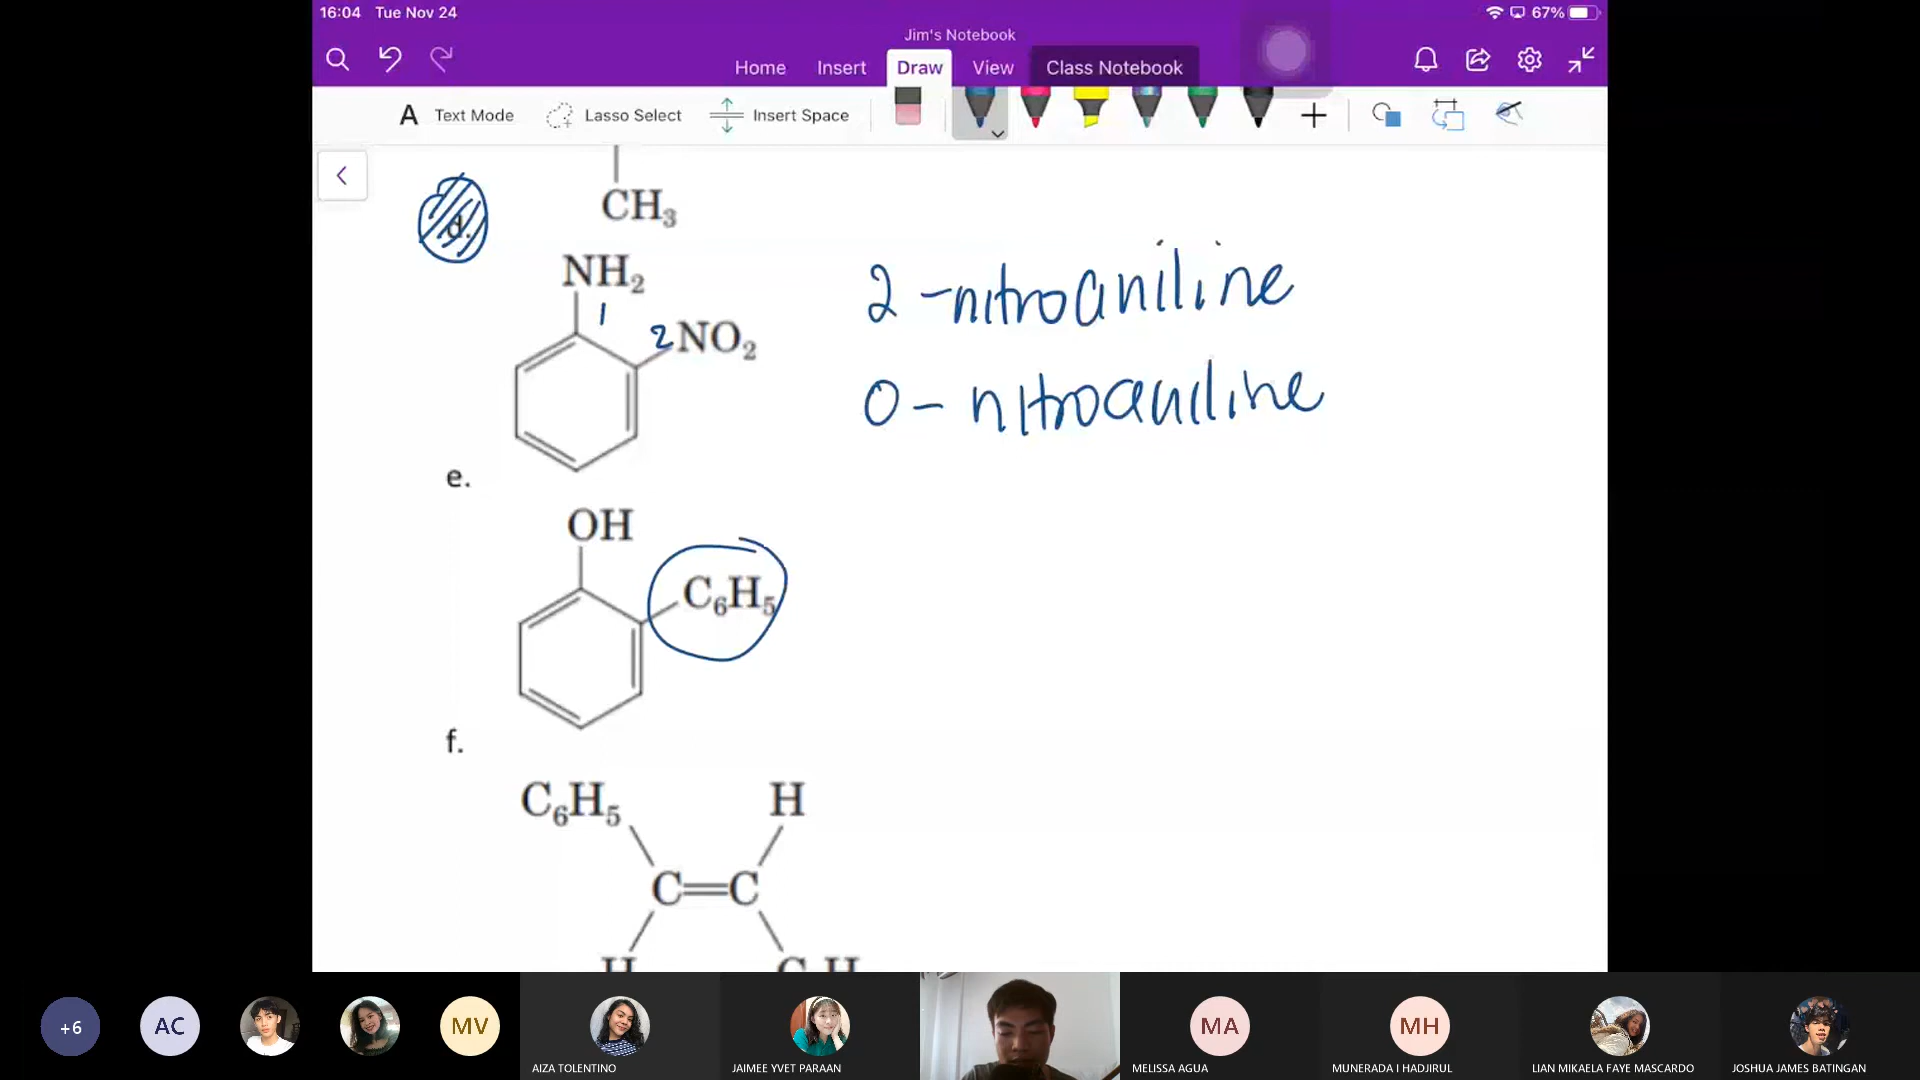 16:04 Tue Nov 24
67%
Jim's Notebook
Home Insert Draw View Class Notebook
A Text Mode Lasso Select Insert Space
CH₃
d.
NH₂
1
2 NO₂
2-nitroaniline
o-nitroaniline
e.
OH
C₆H₅
f.
C₆H₅ H
C=C
H
+6 AC MV MA MH
AIZA TOLENTINO JAIMEE YVET PARAAN MELISSA AGUA MUNERADA I HADJIRUL LIAN MIKAELA FAYE MASCARDO JOSHUA JAMES BATINGAN